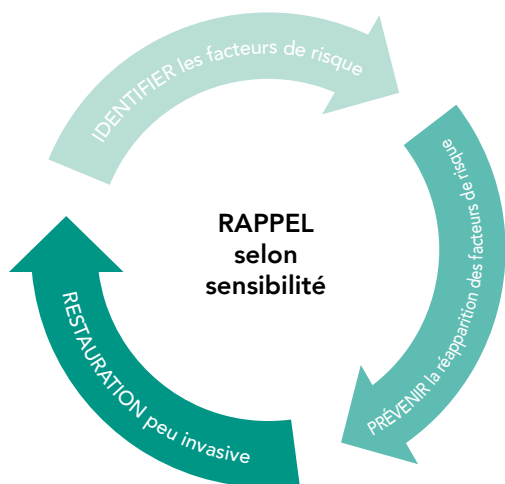 IDENTIFIER les facteurs de risque
PRÉVENIR la réapparition des facteurs de risque
RESTAURATION peu invasive
RAPPEL
selon
sensibilité